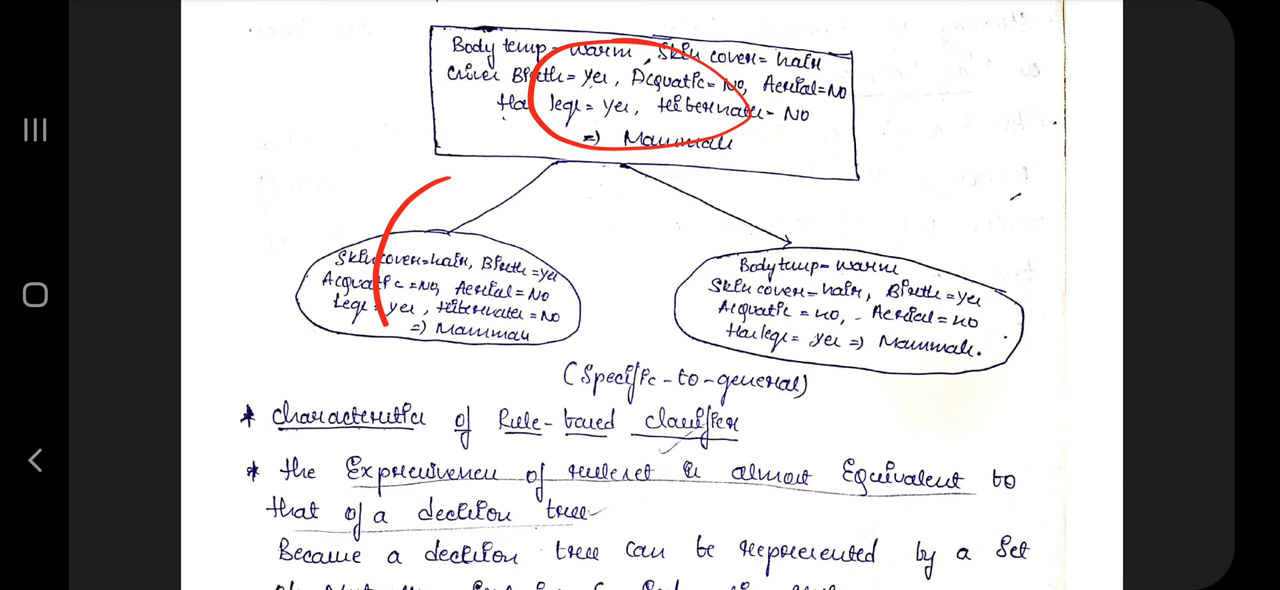 Body temp = warm, Skin cover = hair
Gives Birth = yes, Acquatic = No, Aerial = NO
Has legs = yes, Hibernates = NO
=) Mammals
Skin cover = hair, Birth = yes
Acquatic = NO, Aerial = NO
legs = yes, Hibernates = NO
=) Mammals
Body temp = warm
Skin cover = hair, Birth = yes
Acquatic = no, - Aerial = no
Has legs = yes =) Mammals.
(Specific-to-general)
* characteristics of Rule-based classifier
* the Expressiveness of ruleset is almost Equivalent to
that of a decision tree
Because a decision tree can be represented by a set